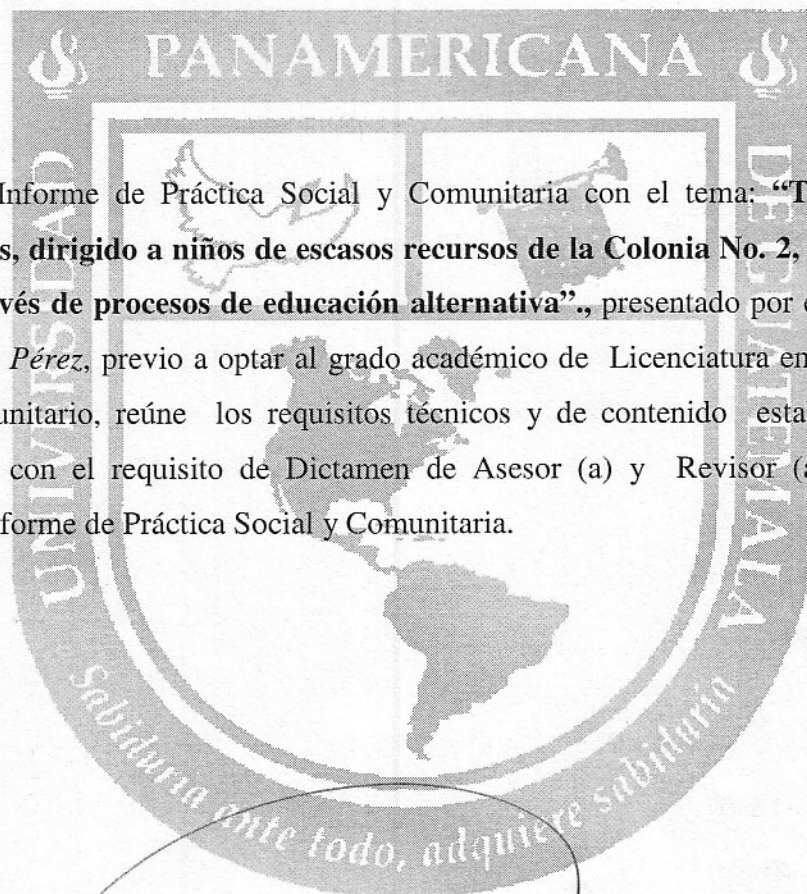 PANAMERICANA
UNIVERSIDAD
DE GUATEMALA
Informe de Práctica Social y Comunitaria con el tema: “T
s, dirigido a niños de escasos recursos de la Colonia No. 2,
vés de procesos de educación alternativa”., presentado por
Pérez, previo a optar al grado académico de Licenciatura en
unitario, reúne los requisitos técnicos y de contenido esta
con el requisito de Dictamen de Asesor (a) y Revisor (a
forme de Práctica Social y Comunitaria.
Sabiduría ante todo, adquiere sabiduría